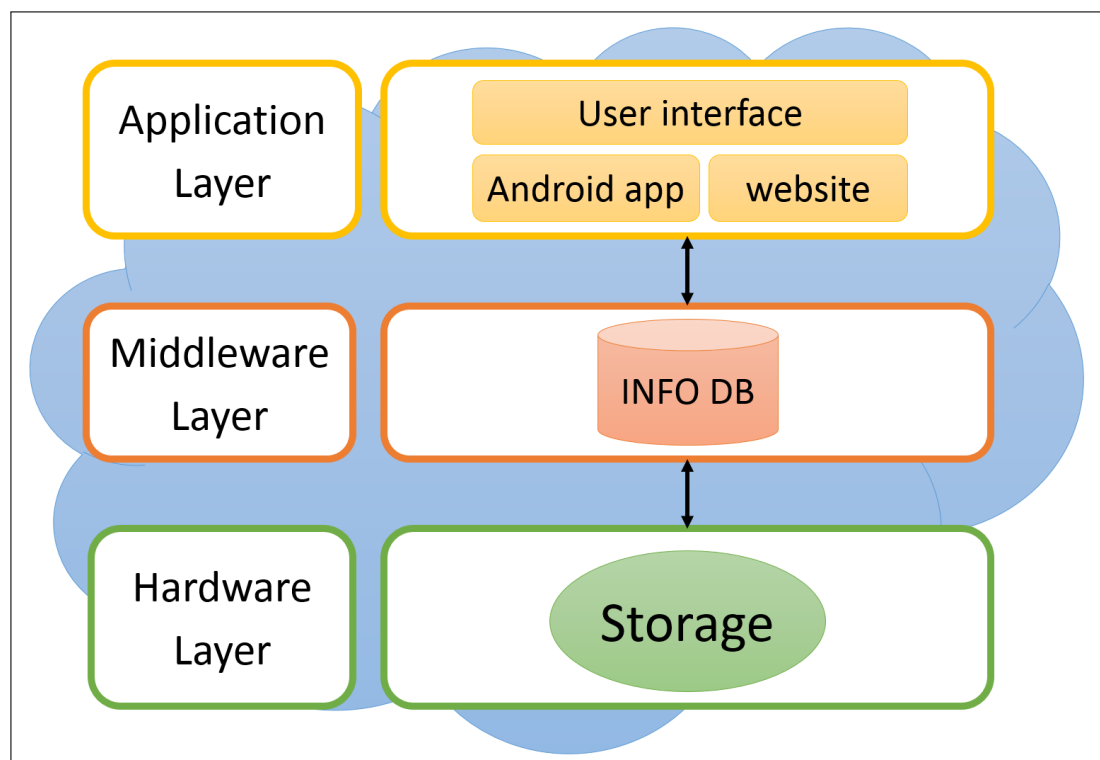 Application
Layer
User interface
Android app
website
Middleware
Layer
INFO DB
Hardware
Layer
Storage